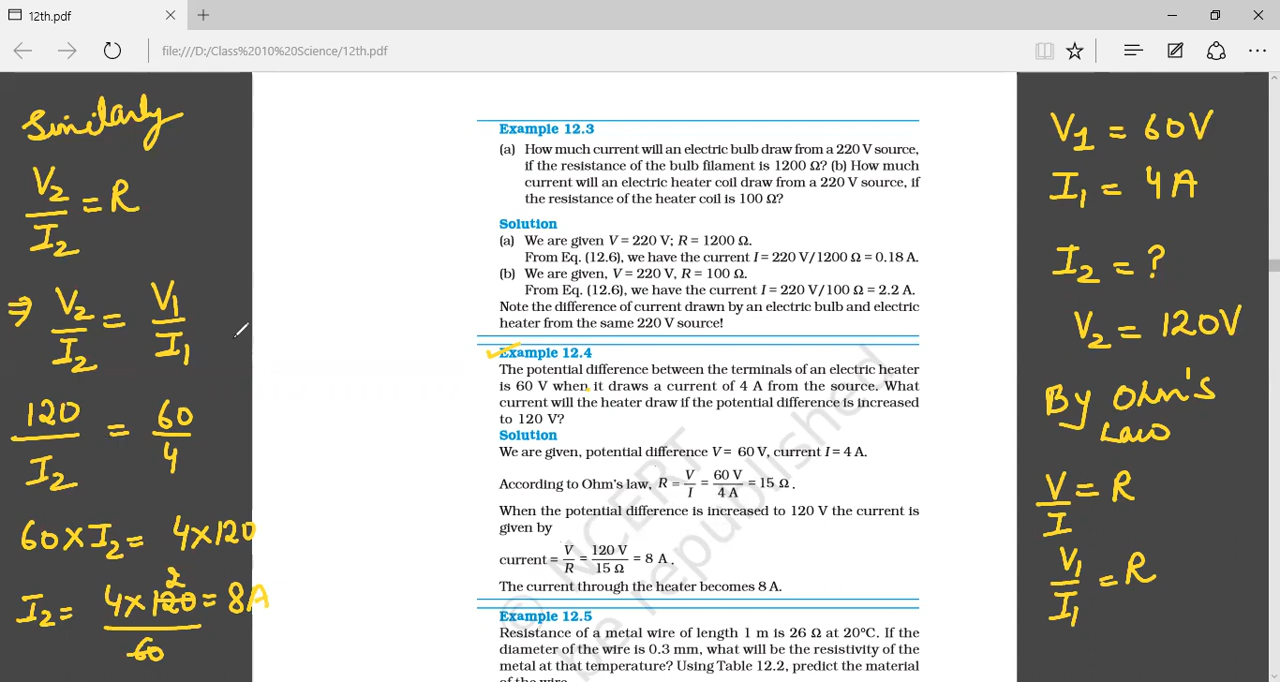 12th.pdf
file:///D:/Class%2010%20Science/12th.pdf
Similarly
V2/I2 = R
⇒ V2/I2 = V1/I1
120/I2 = 60/4
60×I2 = 4×120
I2 = 4×120/60 = 8A
2
Example 12.3
(a) How much current will an electric bulb draw from a 220 V source,
if the resistance of the bulb filament is 1200 Ω? (b) How much
current will an electric heater coil draw from a 220 V source, if
the resistance of the heater coil is 100 Ω?
Solution
(a) We are given V = 220 V; R = 1200 Ω.
From Eq. (12.6), we have the current I = 220 V/1200 Ω = 0.18 A.
(b) We are given, V = 220 V, R = 100 Ω.
From Eq. (12.6), we have the current I = 220 V/100 Ω = 2.2 A.
Note the difference of current drawn by an electric bulb and electric
heater from the same 220 V source!
Example 12.4
The potential difference between the terminals of an electric heater
is 60 V when it draws a current of 4 A from the source. What
current will the heater draw if the potential difference is increased
to 120 V?
Solution
We are given, potential difference V = 60 V, current I = 4 A.
According to Ohm's law, R = V/I = 60 V/4 A = 15 Ω.
When the potential difference is increased to 120 V the current is
given by
current = V/R = 120 V/15 Ω = 8 A.
The current through the heater becomes 8 A.
Example 12.5
Resistance of a metal wire of length 1 m is 26 Ω at 20°C. If the
diameter of the wire is 0.3 mm, what will be the resistivity of the
metal at that temperature? Using Table 12.2, predict the material
of the wire.
© NCERT
be republished
V1 = 60V
I1 = 4A
I2 = ?
V2 = 120V
By Ohm's
Law
V/I = R
V1/I1 = R